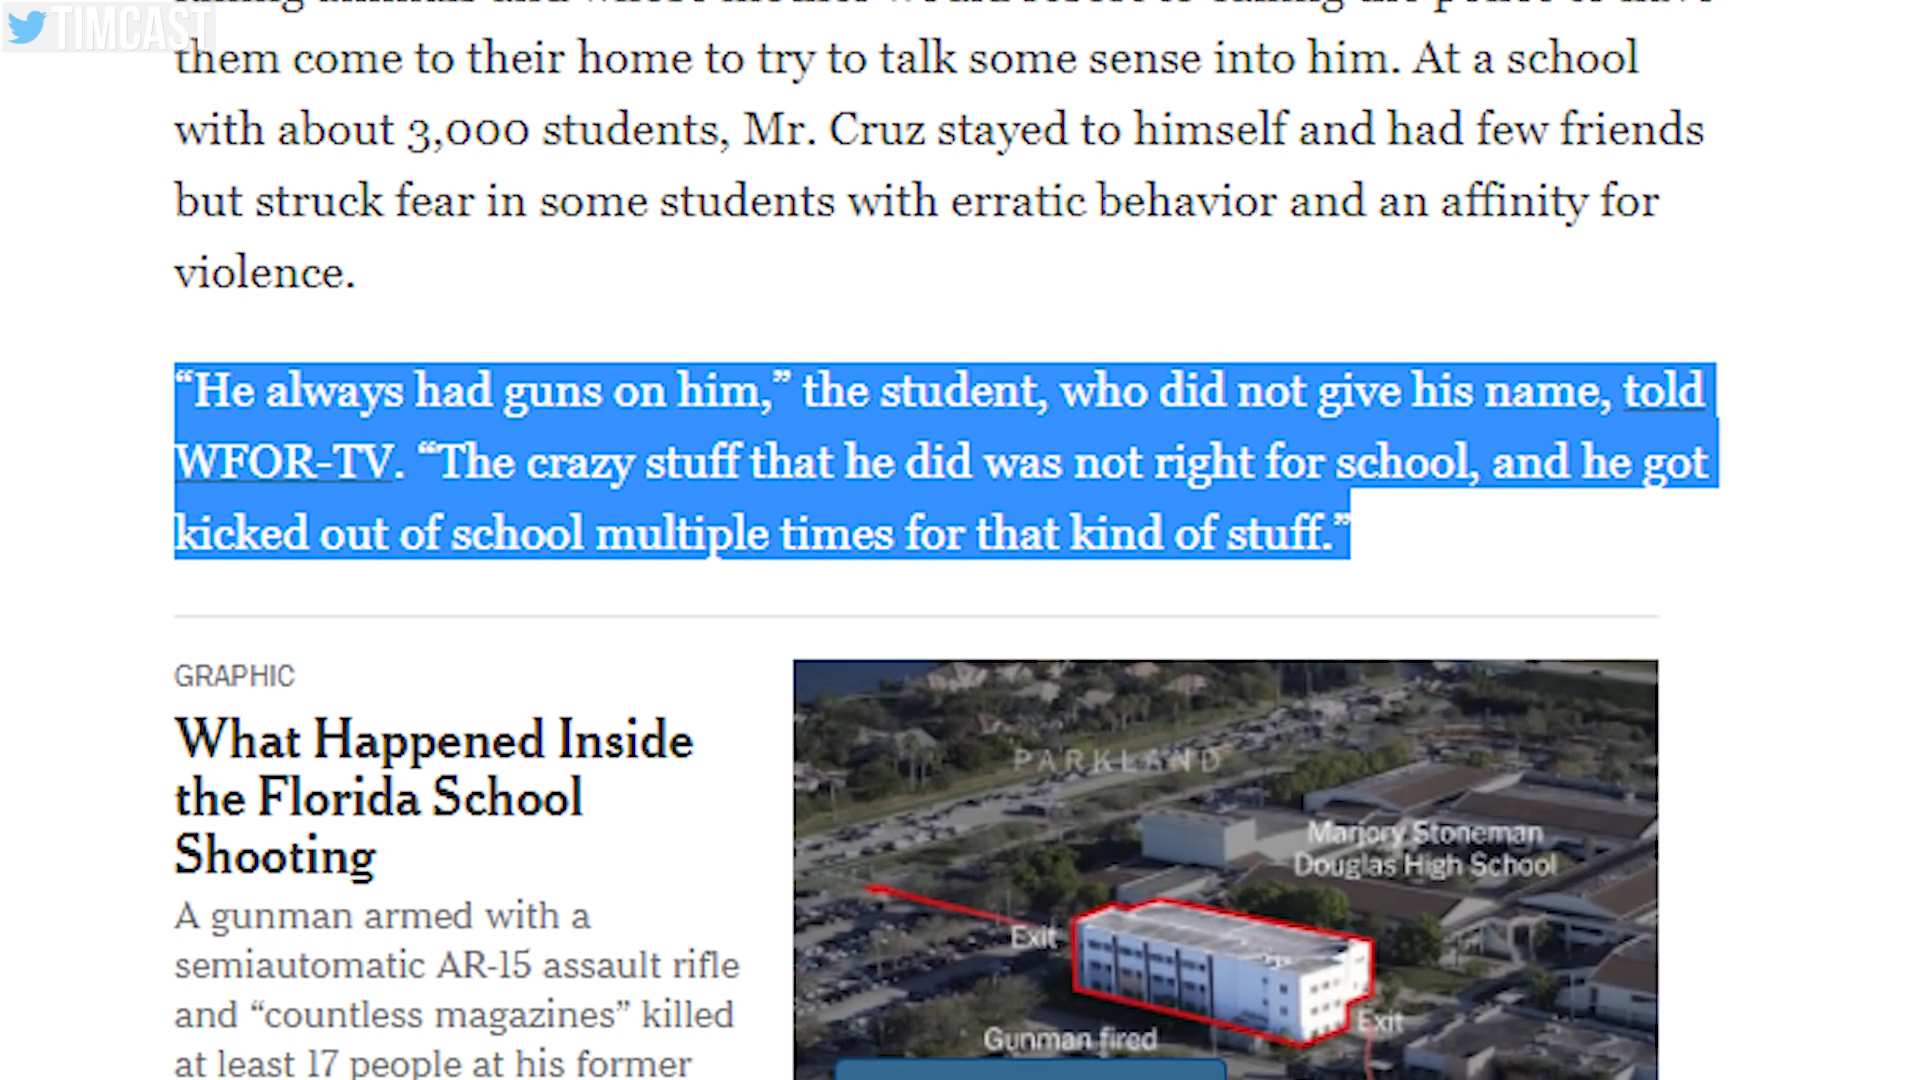 TIMCAST
them come to their home to try to talk some sense into him. At a school
with about 3,000 students, Mr. Cruz stayed to himself and had few friends
but struck fear in some students with erratic behavior and an affinity for
violence.
“He always had guns on him,” the student, who did not give his name, told
WFOR-TV. “The crazy stuff that he did was not right for school, and he got
kicked out of school multiple times for that kind of stuff.”
GRAPHIC
What Happened Inside
the Florida School
Shooting
A gunman armed with a
semiautomatic AR-15 assault rifle
and “countless magazines” killed
at least 17 people at his former
PARKLAND
Marjory Stoneman
Douglas High School
Exit
Exit
Gunman fired